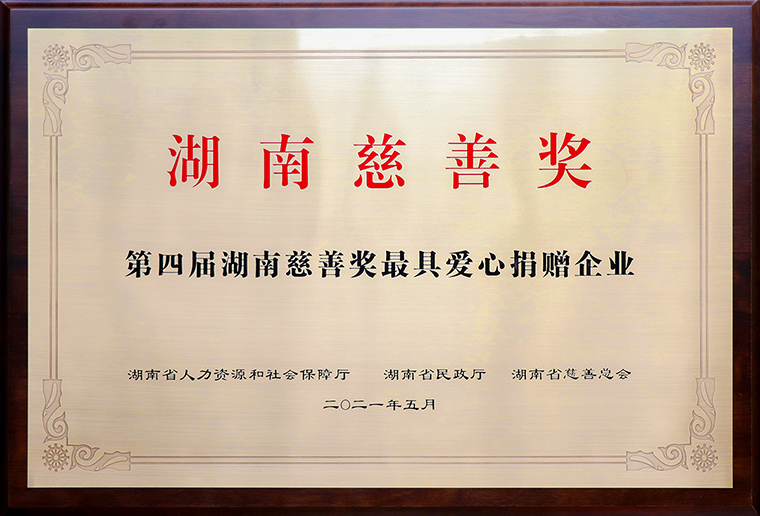 湖南慈善奖
第四届湖南慈善奖最具爱心捐赠企业
湖南省人力资源和社会保障厅 湖南省民政厅 湖南省慈善总会
二〇二一年五月